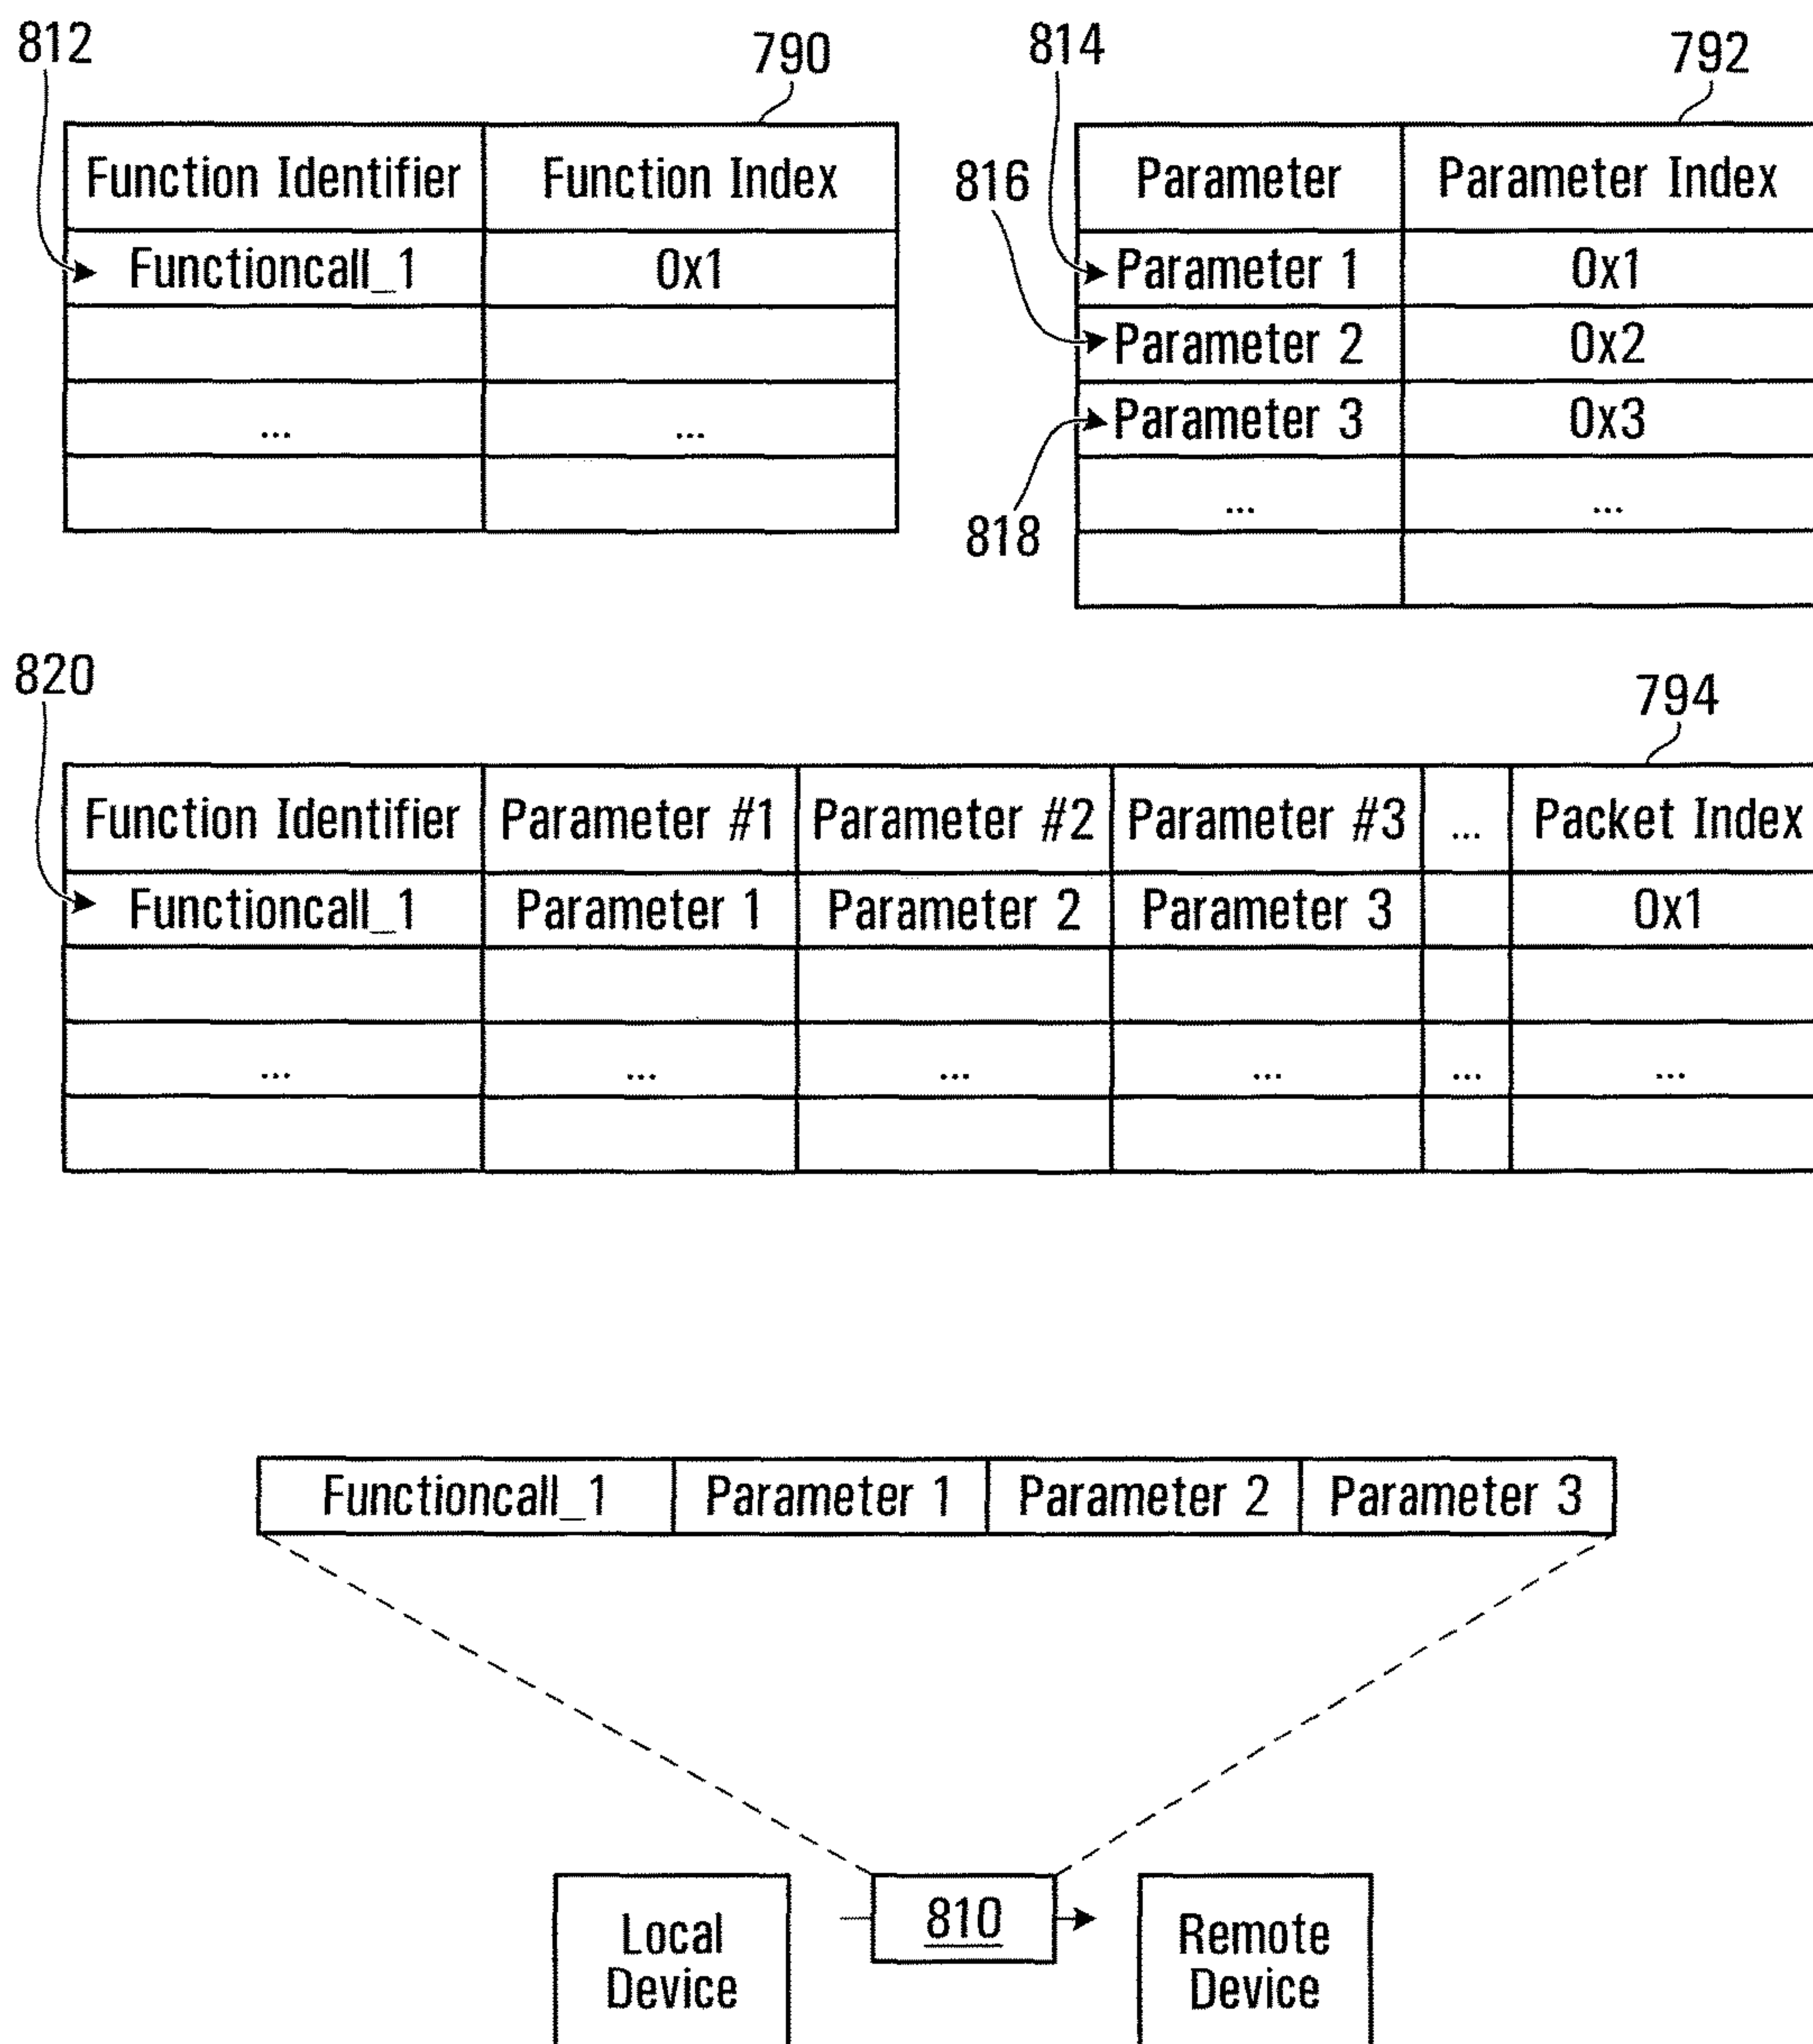 812 790 814 792
Function Identifier Function Index
816 Parameter Parameter Index
Functioncall_1 0x1
Parameter 1 0x1
Parameter 2 0x2
Parameter 3 0x3
... ...
... ...
818
820 794
Function Identifier Parameter #1 Parameter #2 Parameter #3 ... Packet Index
Functioncall_1 Parameter 1 Parameter 2 Parameter 3 0x1
... ... ... ... ... ...
Functioncall_1 Parameter 1 Parameter 2 Parameter 3
Local Device
810
Remote Device